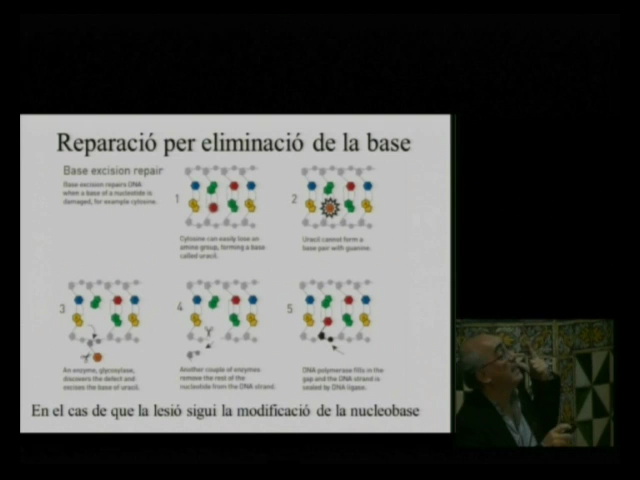 Reparació per eliminació de la base
Base excision repair
Base excision repairs DNA
when a base of a nucleotide is
damaged, for example cytosine.
1
Cytosine can easily lose an
amine group, forming a base
called uracil.
2
Uracil cannot form a
base pair with guanine.
3
An enzyme, glycosylase,
discovers the defect and
excises the base of uracil.
4
Another couple of enzymes
remove the rest of the
nucleotide from the DNA strand.
5
DNA polymerase fills in the
gap and the DNA strand is
sealed by DNA ligase.
En el cas de que la lesió sigui la modificació de la nucleobase